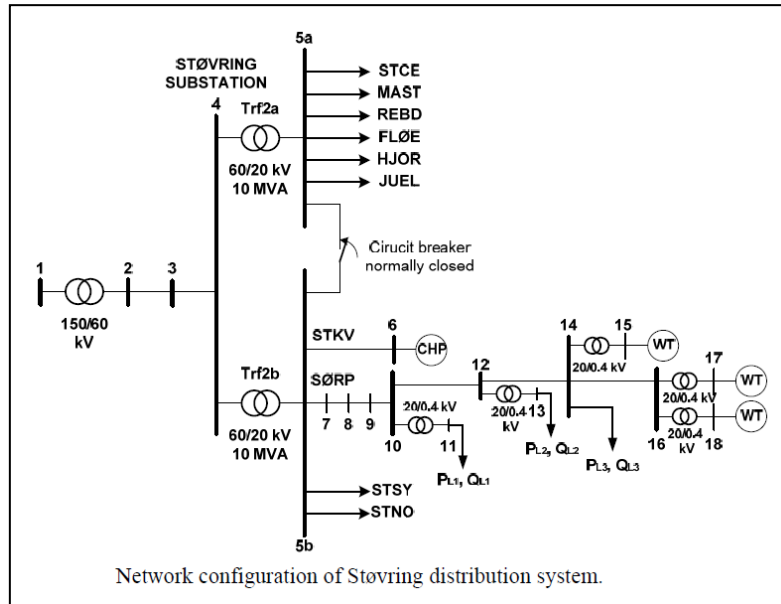 5a
STØVRING
SUBSTATION
4
Trf2a
60/20 kV
10 MVA
STCE
MAST
REBD
FLØE
HJOR
JUEL
Cirucit breaker
normally closed
1
2
3
150/60
kV
STKV
6
CHP
14
15
WT
20/0.4 kV
17
WT
20/0.4 kV
12
Trf2b
SØRP
7
8
9
10
20/0.4 kV
11
20/0.4
kV
13
16
20/0.4
kV
18
WT
60/20 kV
10 MVA
PL1, QL1
PL2, QL2
PL3, QL3
STSY
STNO
5b
Network configuration of Støvring distribution system.